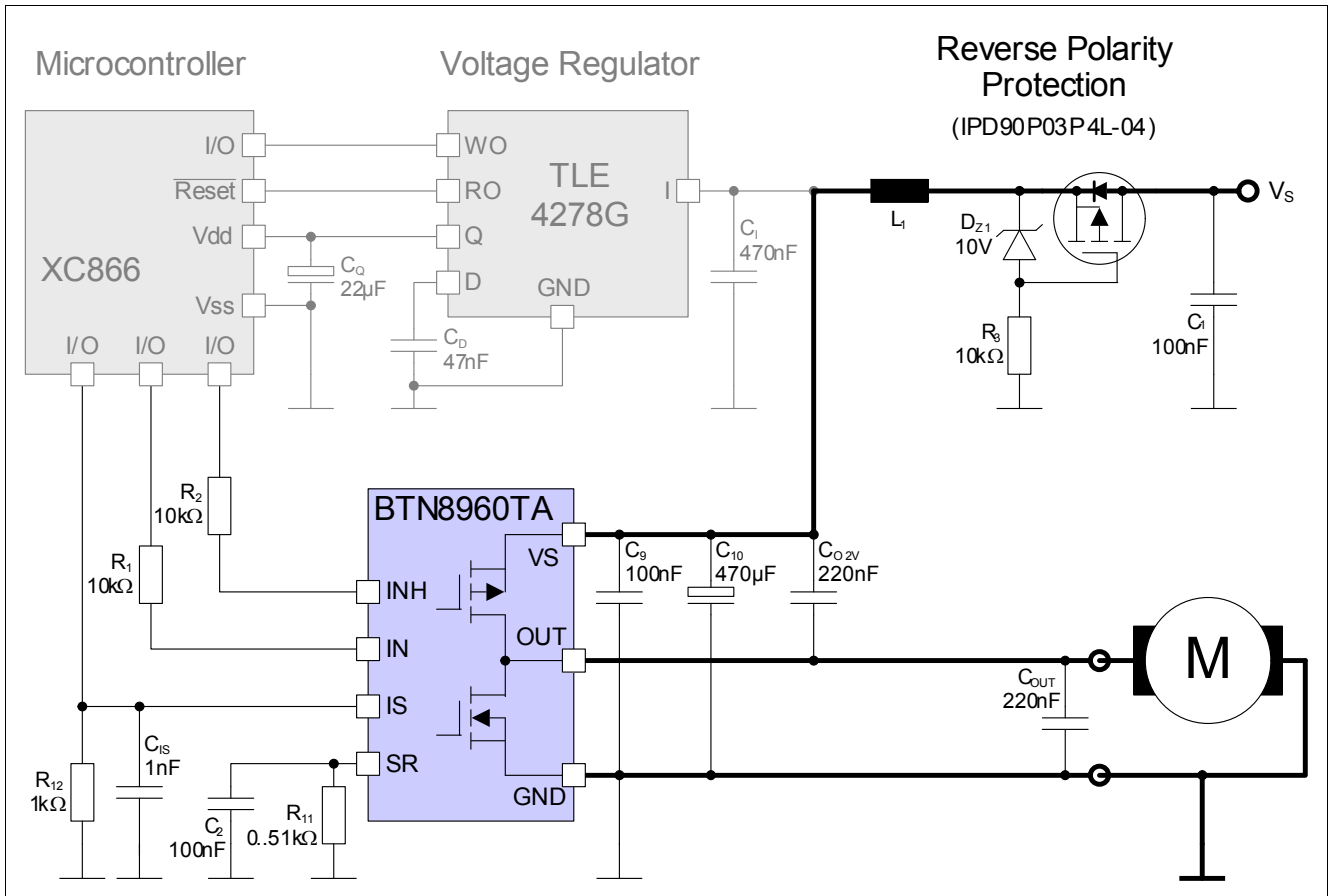 Microcontroller
Voltage Regulator
Reverse Polarity
Protection
(IPD90P03P4L-04)
I/O
Reset
Vdd
Vss
XC866
I/O
I/O
I/O
CQ
22µF
WO
RO
Q
D
TLE
4278G
I
GND
CD
47nF
CI
470nF
L1
DZ1
10V
R3
10kΩ
VS
C1
100nF
R2
10kΩ
R1
10kΩ
BTN8960TA
VS
INH
OUT
IN
IS
SR
GND
C9
100nF
C10
470µF
CO2V
220nF
COUT
220nF
M
R12
1kΩ
CIS
1nF
C2
100nF
R11
0..51kΩ